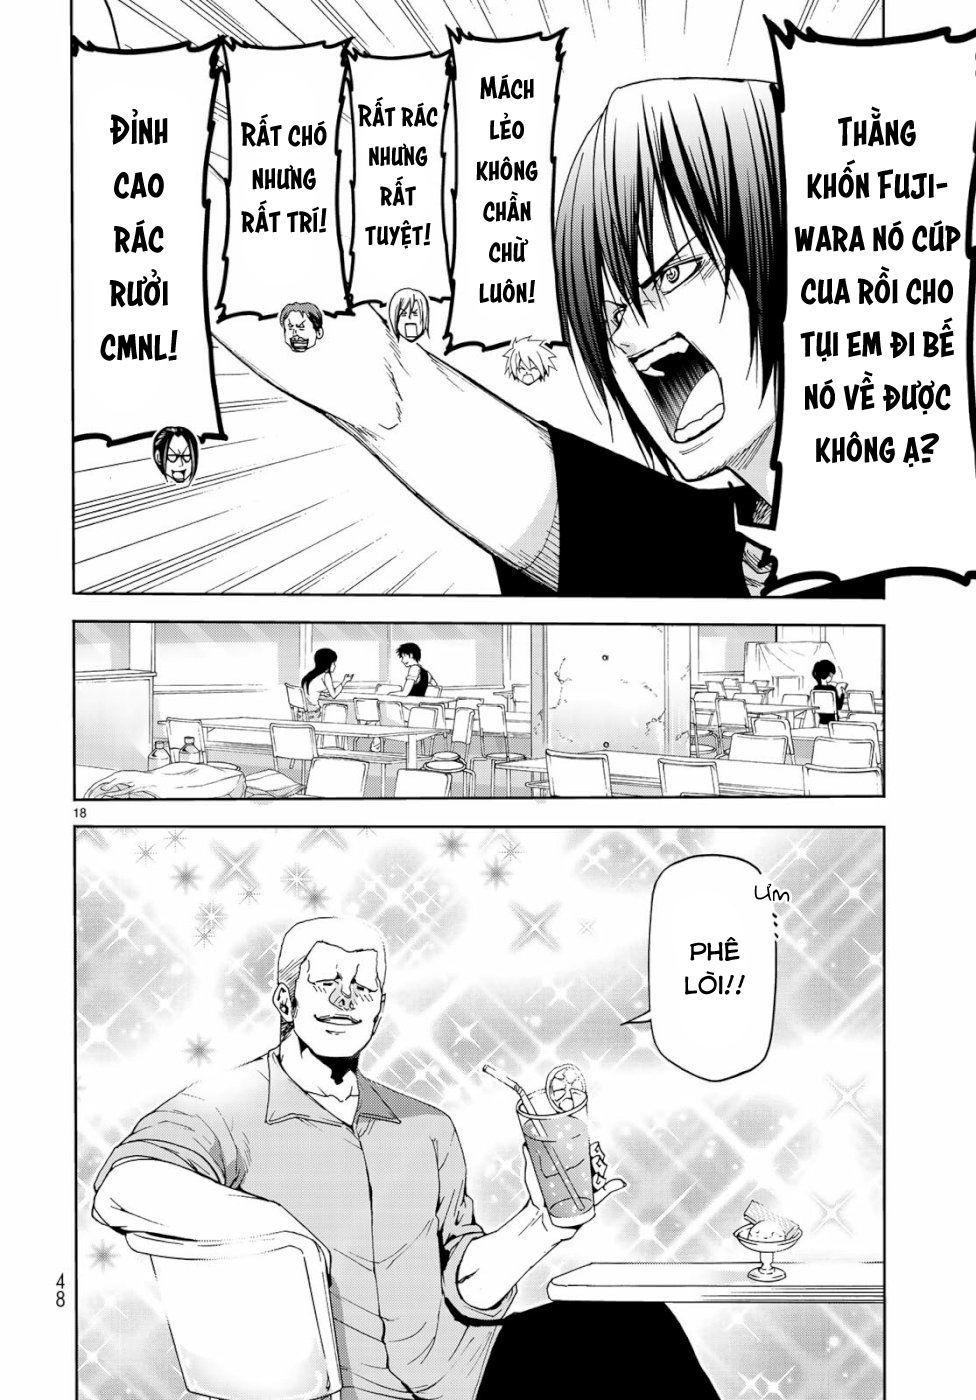 THẰNG
KHỐN FUJI-
WARA NÓ CÚP
CUA RỒI CHO
TỤI EM ĐI BẾ
NÓ VỀ ĐƯỢC
KHÔNG Ạ?
MÁCH
LẺO
KHÔNG
CHẦN
CHỪ
LUÔN!
RẤT RÁC
NHƯNG
RẤT
TUYỆT!
RẤT CHÓ
NHƯNG
RẤT TRÍ!
ĐỈNH
CAO
RÁC
RƯỞI
CMNL!
18
ƯM
...
PHÊ
LÒI!!
48